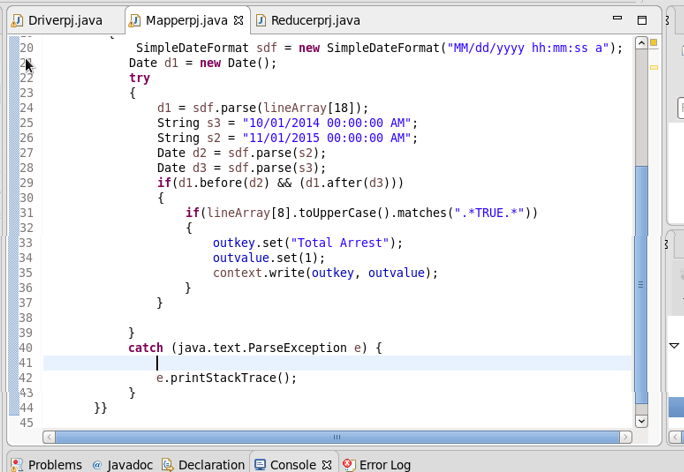 Driverpj.java
Mapperpj.java
Reducerprj.java
20 SimpleDateFormat sdf = new SimpleDateFormat("MM/dd/yyyy hh:mm:ss a");
Date d1 = new Date();
22 try
23 {
24 d1 = sdf.parse(lineArray[18]);
25 String s3 = "10/01/2014 00:00:00 AM";
26 String s2 = "11/01/2015 00:00:00 AM";
27 Date d2 = sdf.parse(s2);
28 Date d3 = sdf.parse(s3);
29 if(d1.before(d2) && (d1.after(d3)))
30 {
31 if(lineArray[8].toUpperCase().matches(".*TRUE.*"))
32 {
33 outkey.set("Total Arrest");
34 outvalue.set(1);
35 context.write(outkey, outvalue);
36 }
37 }
38
39 }
40 catch (java.text.ParseException e) {
41
42 e.printStackTrace();
43 }
44 }}
45
Problems @ Javadoc Declaration Console Error Log